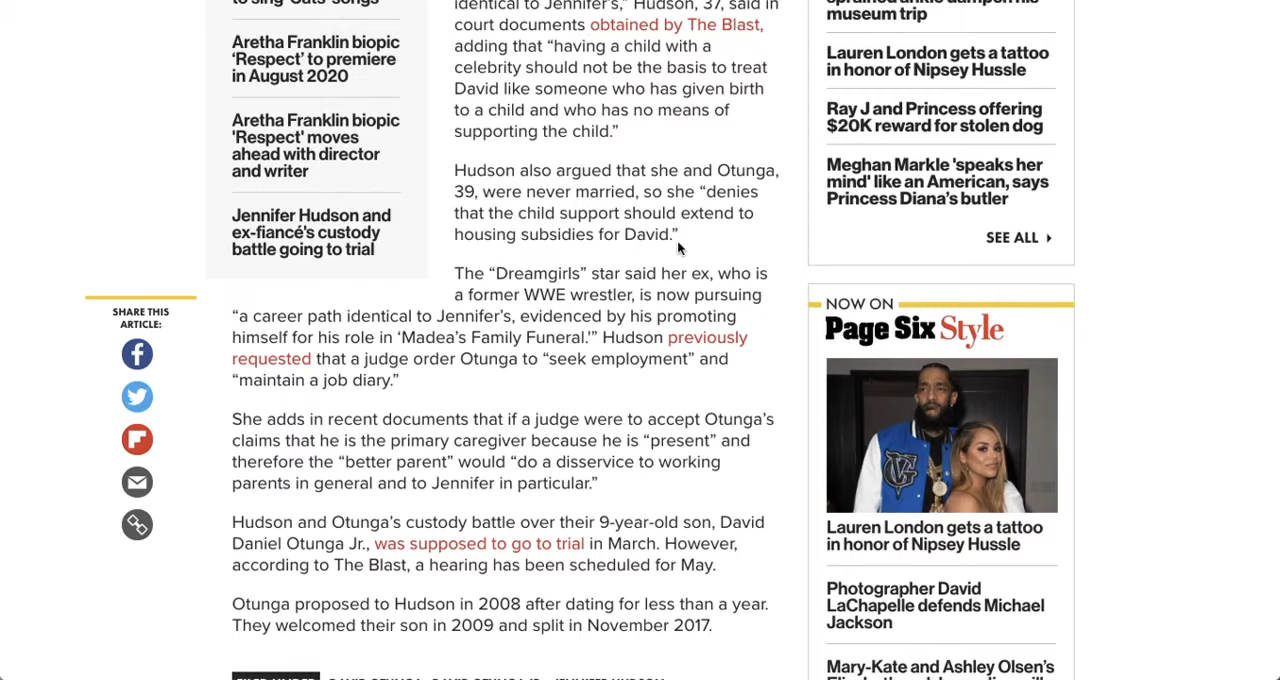 Aretha Franklin biopic
‘Respect’ to premiere
in August 2020
Aretha Franklin biopic
'Respect' moves
ahead with director
and writer
Jennifer Hudson and
ex-fiancé's custody
battle going to trial
SHARE THIS
ARTICLE:
identical to Jennifer’s,” Hudson, 37, said in
court documents obtained by The Blast,
adding that “having a child with a
celebrity should not be the basis to treat
David like someone who has given birth
to a child and who has no means of
supporting the child.”
Hudson also argued that she and Otunga,
39, were never married, so she “denies
that the child support should extend to
housing subsidies for David.”
The “Dreamgirls” star said her ex, who is
a former WWE wrestler, is now pursuing
“a career path identical to Jennifer’s, evidenced by his promoting
himself for his role in ‘Madea’s Family Funeral.’” Hudson previously
requested that a judge order Otunga to “seek employment” and
“maintain a job diary.”
She adds in recent documents that if a judge were to accept Otunga’s
claims that he is the primary caregiver because he is “present” and
therefore the “better parent” would “do a disservice to working
parents in general and to Jennifer in particular.”
Hudson and Otunga’s custody battle over their 9-year-old son, David
Daniel Otunga Jr., was supposed to go to trial in March. However,
according to The Blast, a hearing has been scheduled for May.
Otunga proposed to Hudson in 2008 after dating for less than a year.
They welcomed their son in 2009 and split in November 2017.
museum trip
Lauren London gets a tattoo
in honor of Nipsey Hussle
Ray J and Princess offering
$20K reward for stolen dog
Meghan Markle 'speaks her
mind' like an American, says
Princess Diana’s butler
SEE ALL
NOW ON
Page Six Style
Lauren London gets a tattoo
in honor of Nipsey Hussle
Photographer David
LaChapelle defends Michael
Jackson
Mary-Kate and Ashley Olsen’s